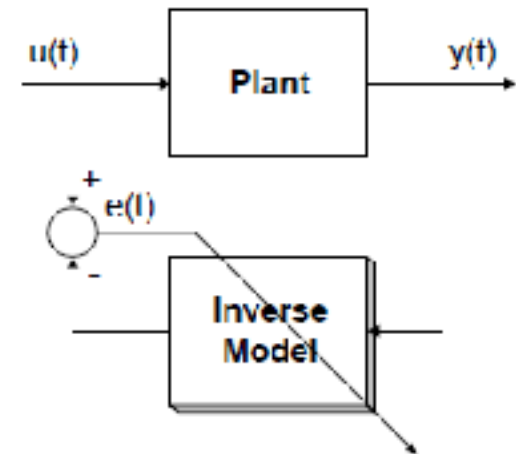 u(t)
Plant
y(t)
+
e(t)
-
Inverse
Model